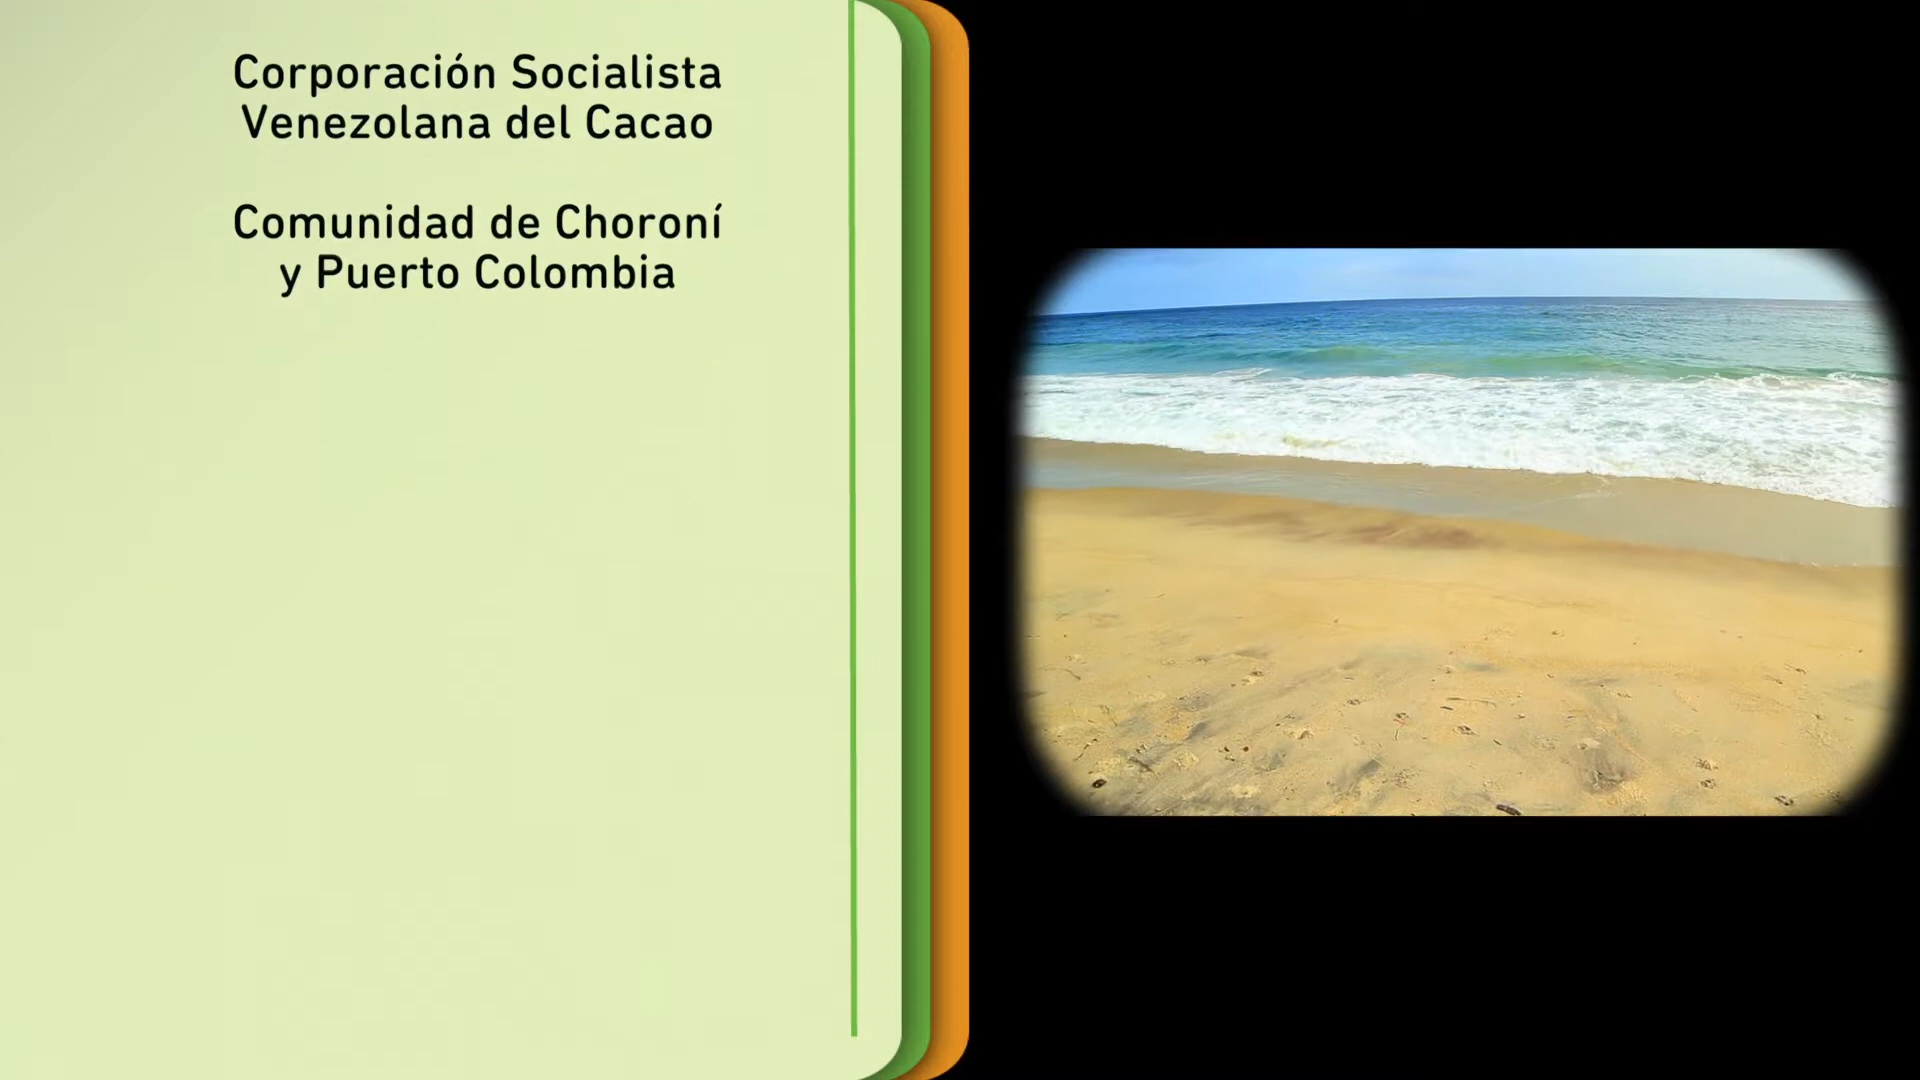 Corporación Socialista
Venezolana del Cacao
Comunidad de Choroní
y Puerto Colombia